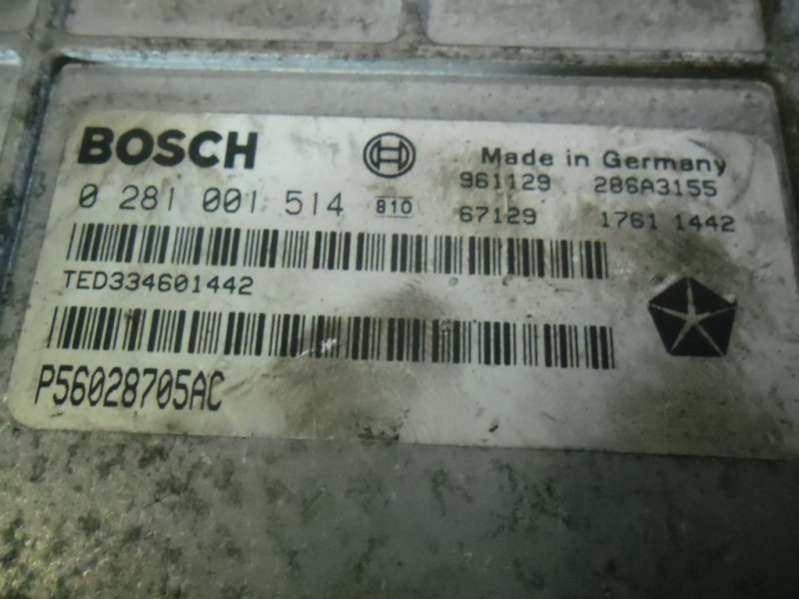 BOSCH
Made in Germany
0 281 001 514 810
961129 286A3155
67129 1761 1442
TED334601442
P56028705AC